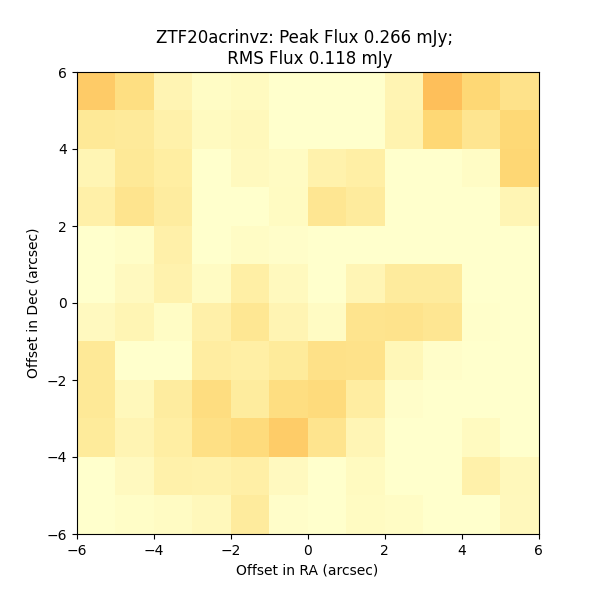 ZTF20acrinvz: Peak Flux 0.266 mJy;
RMS Flux 0.118 mJy
6
4
2
0
−2
−4
−6
Offset in Dec (arcsec)
−6 −4 −2 0 2 4 6
Offset in RA (arcsec)